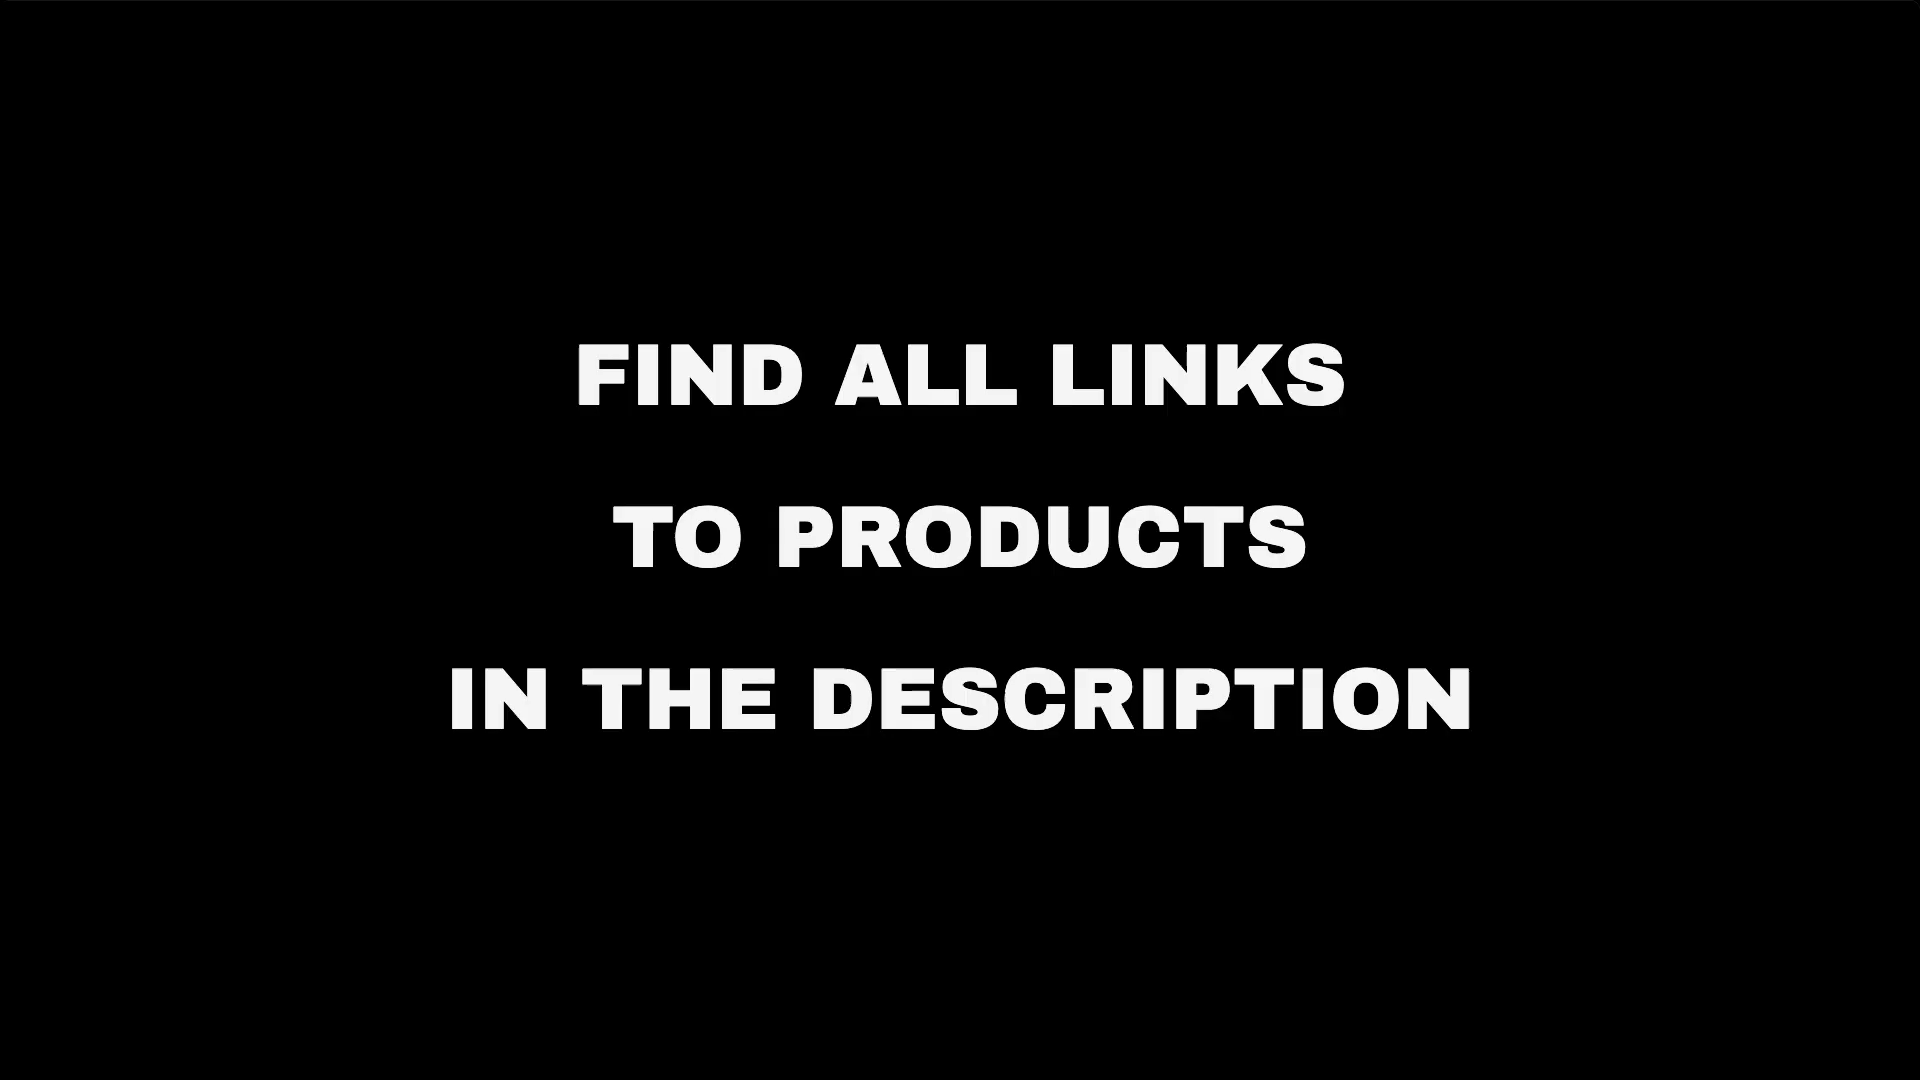 FIND ALL LINKS
TO PRODUCTS
IN THE DESCRIPTION